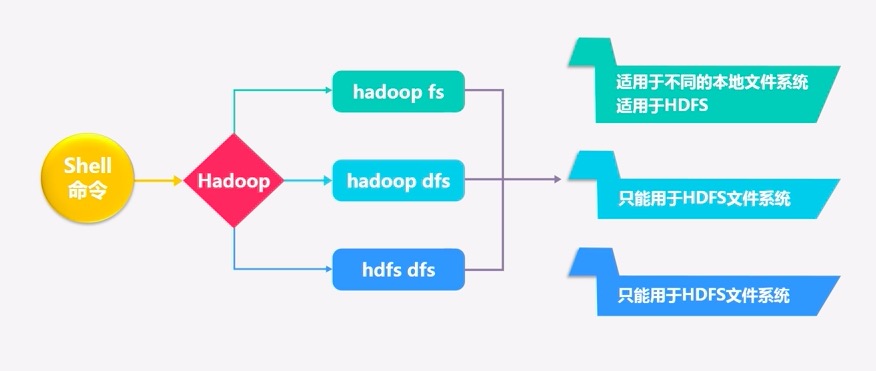 Shell
命令
Hadoop
hadoop fs
hadoop dfs
hdfs dfs
适用于不同的本地文件系统
适用于HDFS
只能用于HDFS文件系统
只能用于HDFS文件系统